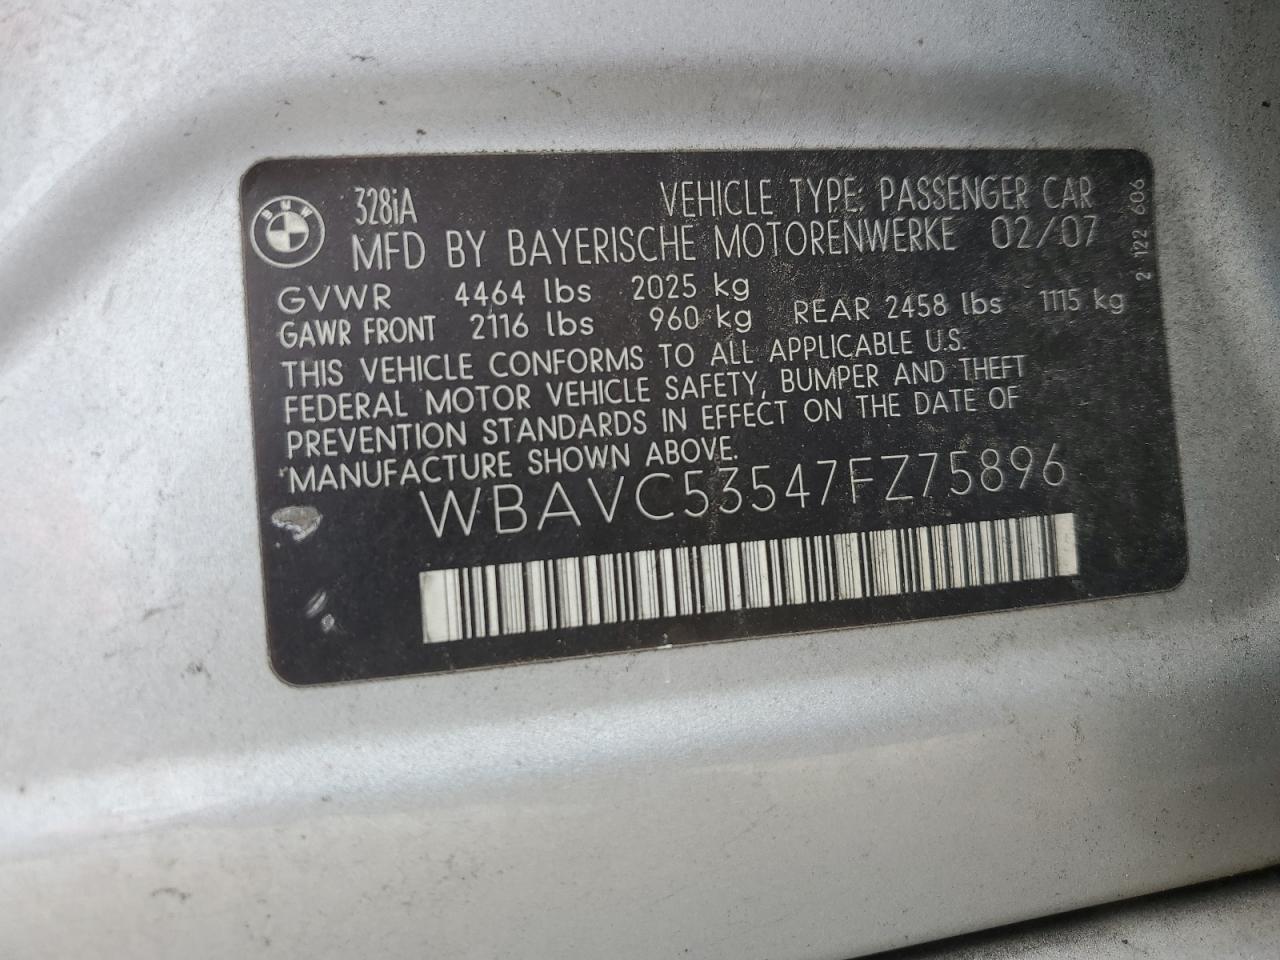 BMW
328iA VEHICLE TYPE: PASSENGER CAR
MFD BY BAYERISCHE MOTORENWERKE 02/07
GVWR 4464 lbs 2025 kg
GAWR FRONT 2116 lbs 960 kg REAR 2458 lbs 1115 kg
THIS VEHICLE CONFORMS TO ALL APPLICABLE U.S.
FEDERAL MOTOR VEHICLE SAFETY, BUMPER AND THEFT
PREVENTION STANDARDS IN EFFECT ON THE DATE OF
MANUFACTURE SHOWN ABOVE.
WBAVC53547FZ75896
2 122 606